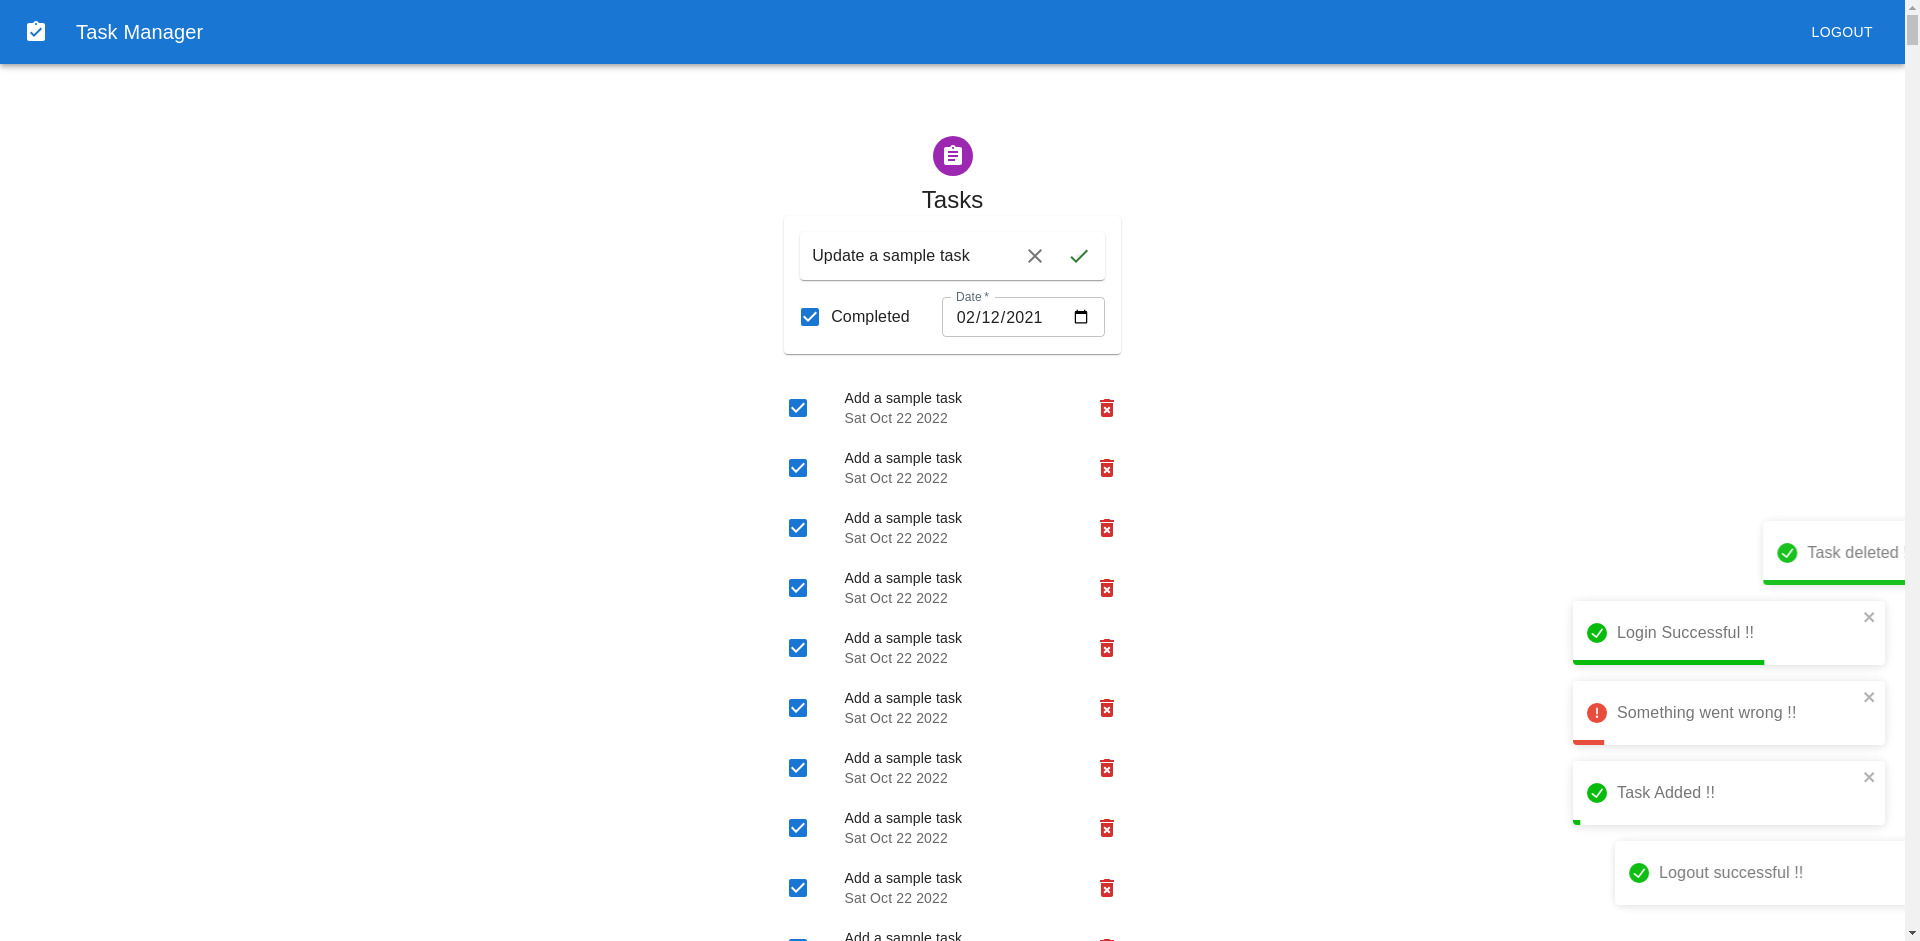 Task Manager
LOGOUT
Tasks
Update a sample task
Date *
Completed
02/12/2021
Add a sample task
Sat Oct 22 2022
Add a sample task
Sat Oct 22 2022
Add a sample task
Sat Oct 22 2022
Add a sample task
Sat Oct 22 2022
Add a sample task
Sat Oct 22 2022
Add a sample task
Sat Oct 22 2022
Add a sample task
Sat Oct 22 2022
Add a sample task
Sat Oct 22 2022
Add a sample task
Sat Oct 22 2022
Add a sample task
Task deleted !
Login Successful !!
Something went wrong !!
Task Added !!
Logout successful !!